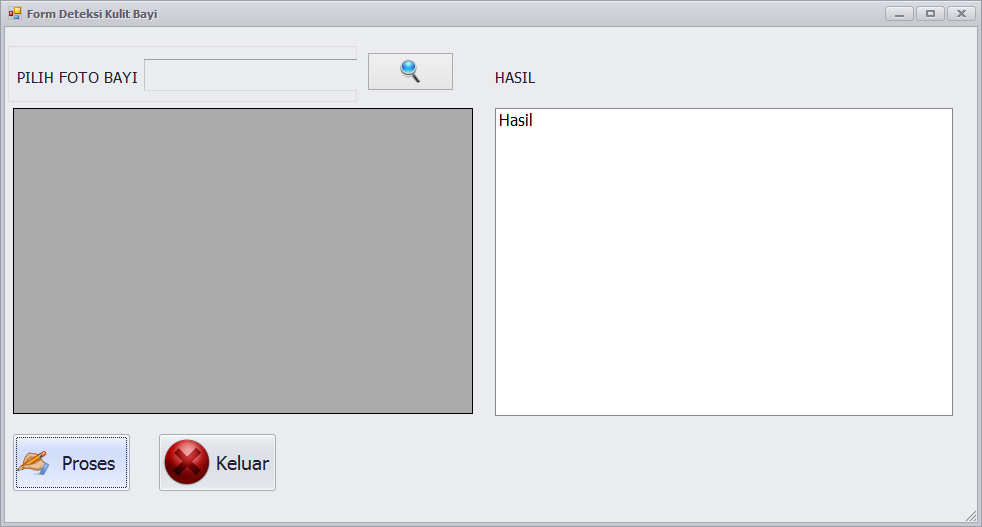 Form Deteksi Kulit Bayi
PILIH FOTO BAYI
HASIL
Hasil
Proses
Keluar